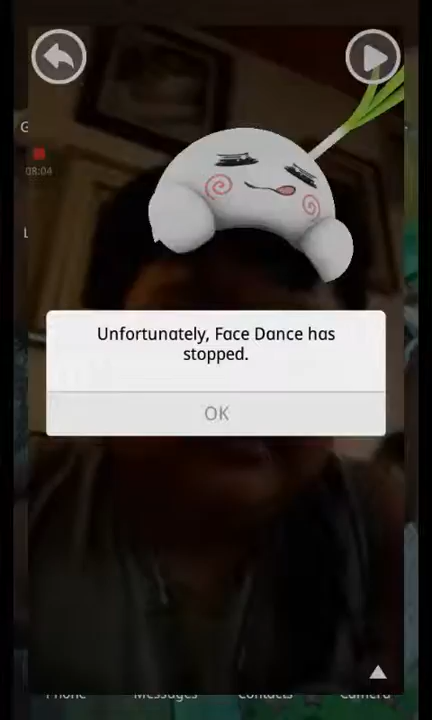 G
08:04
L
Unfortunately, Face Dance has
stopped.
OK
Phone Messages Contacts Camera